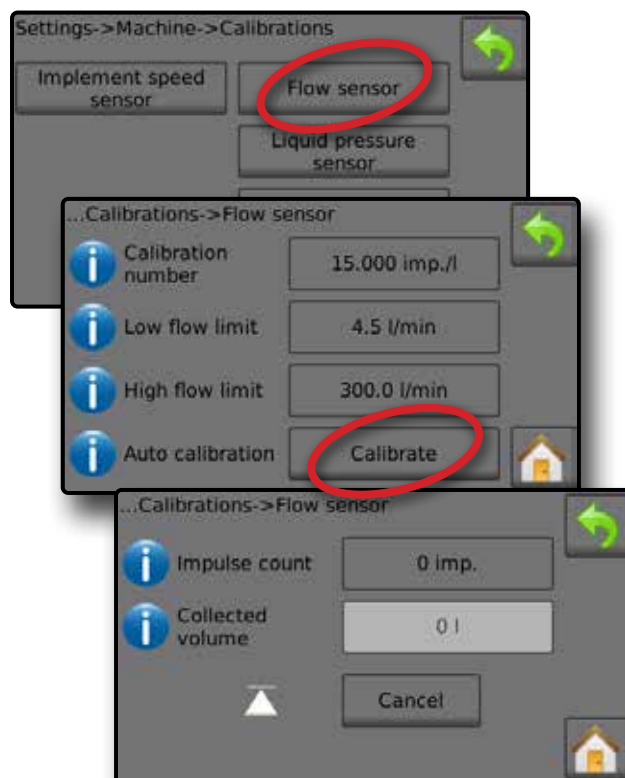 Settings->Machine->Calibrations
Implement speed
sensor
Flow sensor
Liquid pressure
sensor
...Calibrations->Flow sensor
Calibration
number
15.000 imp./l
Low flow limit
4.5 l/min
High flow limit
300.0 l/min
Auto calibration
Calibrate
...Calibrations->Flow sensor
Impulse count
0 imp.
Collected
volume
0 l
Cancel